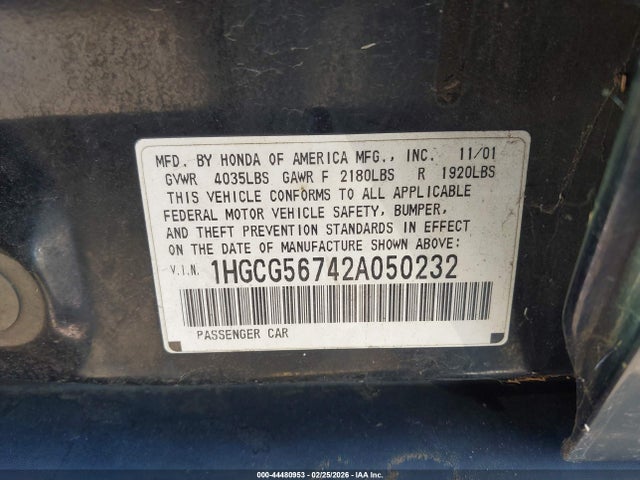 MFD. BY HONDA OF AMERICA MFG., INC. 11/01
GVWR 4035LBS GAWR F 2180LBS R 1920LBS
THIS VEHICLE CONFORMS TO ALL APPLICABLE
FEDERAL MOTOR VEHICLE SAFETY, BUMPER,
AND THEFT PREVENTION STANDARDS IN EFFECT
ON THE DATE OF MANUFACTURE SHOWN ABOVE:
V.I.N. 1HGCG56742A050232
PASSENGER CAR
000-44480953 - 02/25/2026 - IAA Inc.